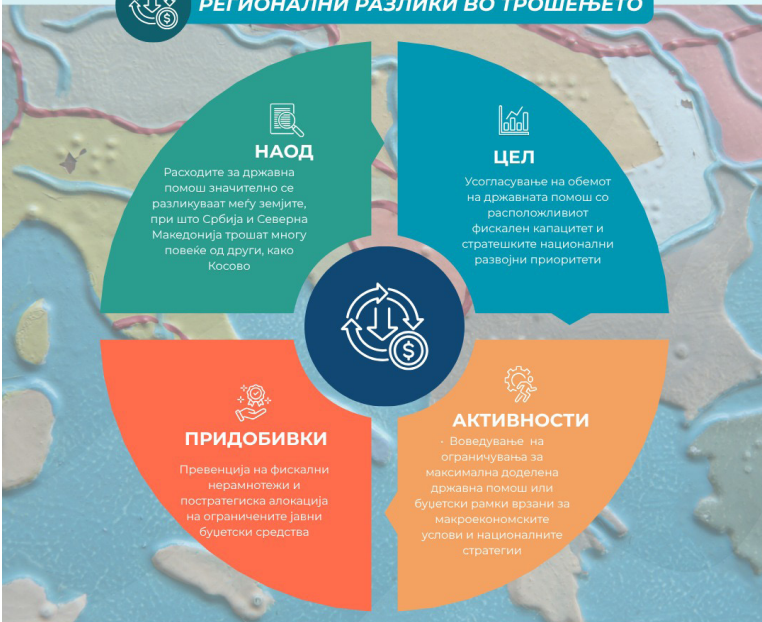 РЕГИОНАЛНИ РАЗЛИКИ ВО ТРОШЕЊЕТО
НАОД
Расходите за државна
помош значително се
разликуваат меѓу земјите,
при што Србија и Северна
Македонија трошат многу
повеќе од други, како
Косово
ЦЕЛ
Усогласување на обемот
на државната помош со
расположливиот
фискален капацитет и
стратешките национални
развојни приоритети
АКТИВНОСТИ
· Воведување на
ограничувања за
максимална доделена
државна помош или
буџетски рамки врзани за
макроекономските
услови и националните
стратегии
ПРИДОБИВКИ
Превенција на фискални
нерамнотежи и
постратегиска алокација
на ограничените јавни
буџетски средства